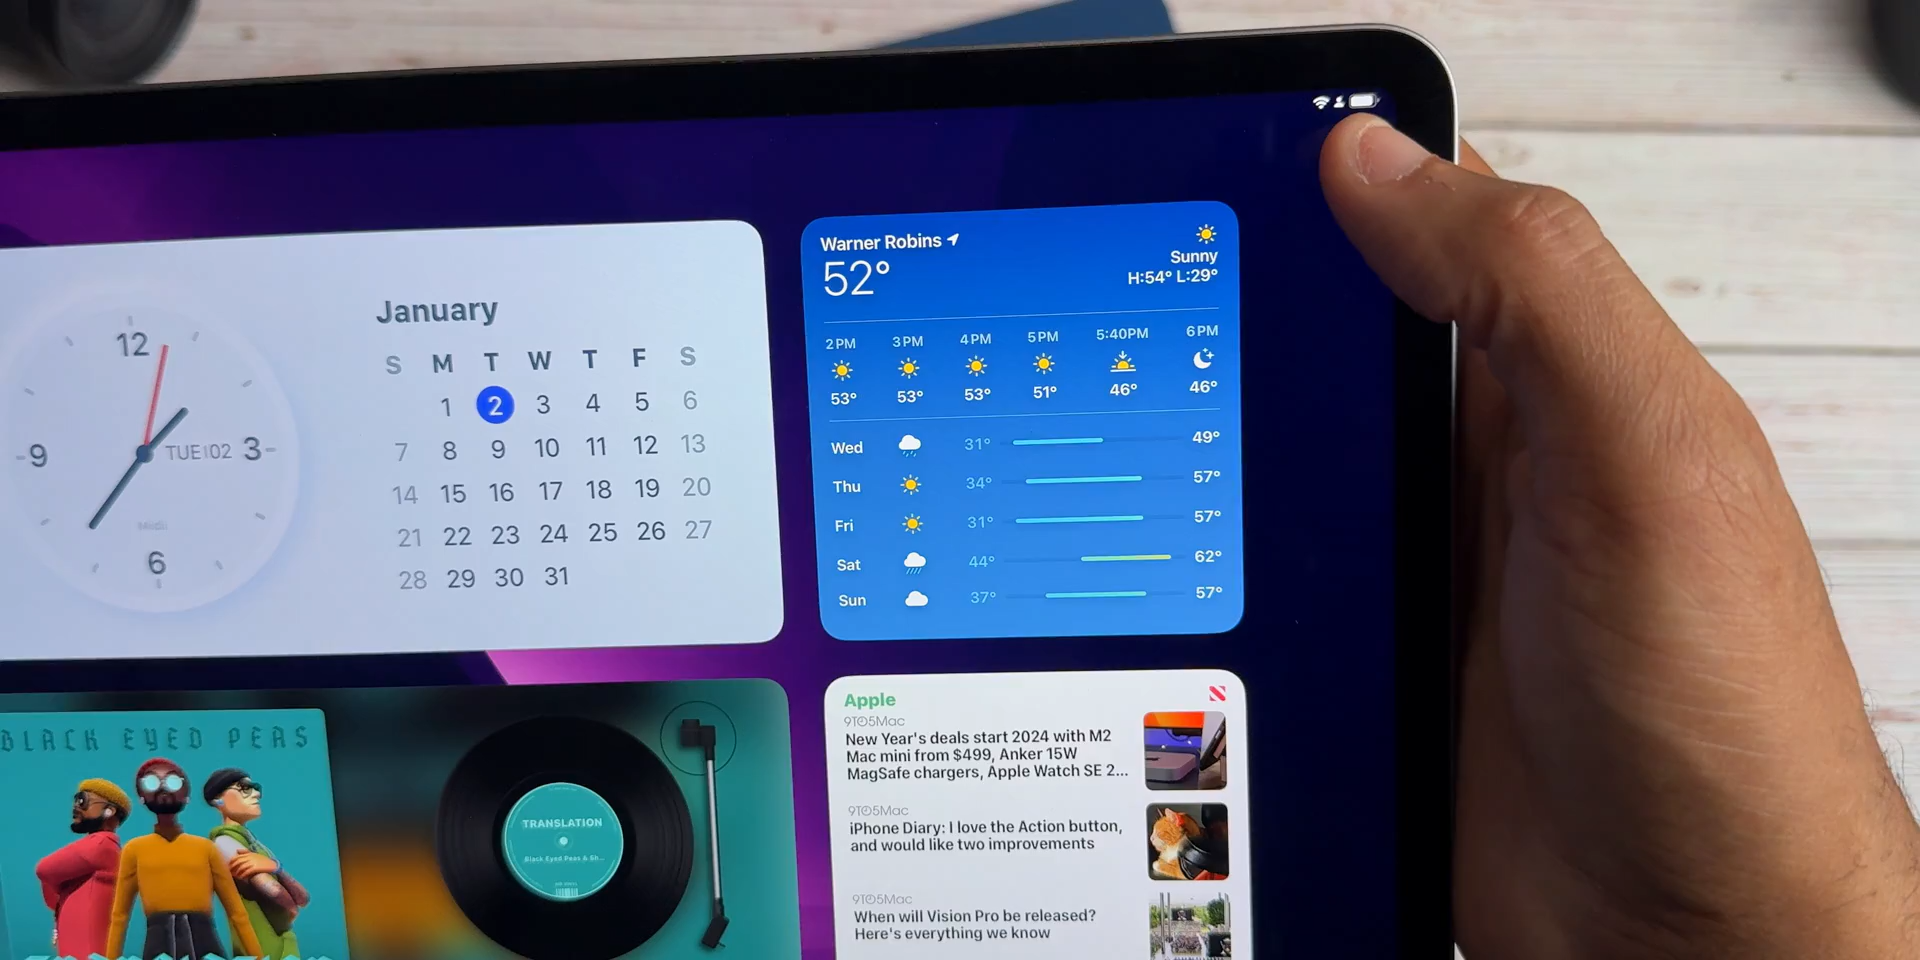 12
9
3
6
TUE 02
Miidii
January
S M T W T F S
1 2 3 4 5 6
7 8 9 10 11 12 13
14 15 16 17 18 19 20
21 22 23 24 25 26 27
28 29 30 31
Warner Robins
52°
Sunny
H:54° L:29°
2PM 3PM 4PM 5PM 5:40PM 6PM
53° 53° 53° 51° 46° 46°
Wed 31° 49°
Thu 34° 57°
Fri 31° 57°
Sat 44° 62°
Sun 37° 57°
BLACK EYED PEAS
TRANSLATION
Black Eyed Peas & Sh...
Apple
9TO5Mac
New Year's deals start 2024 with M2
Mac mini from $499, Anker 15W
MagSafe chargers, Apple Watch SE 2...
9TO5Mac
iPhone Diary: I love the Action button,
and would like two improvements
9TO5Mac
When will Vision Pro be released?
Here's everything we know